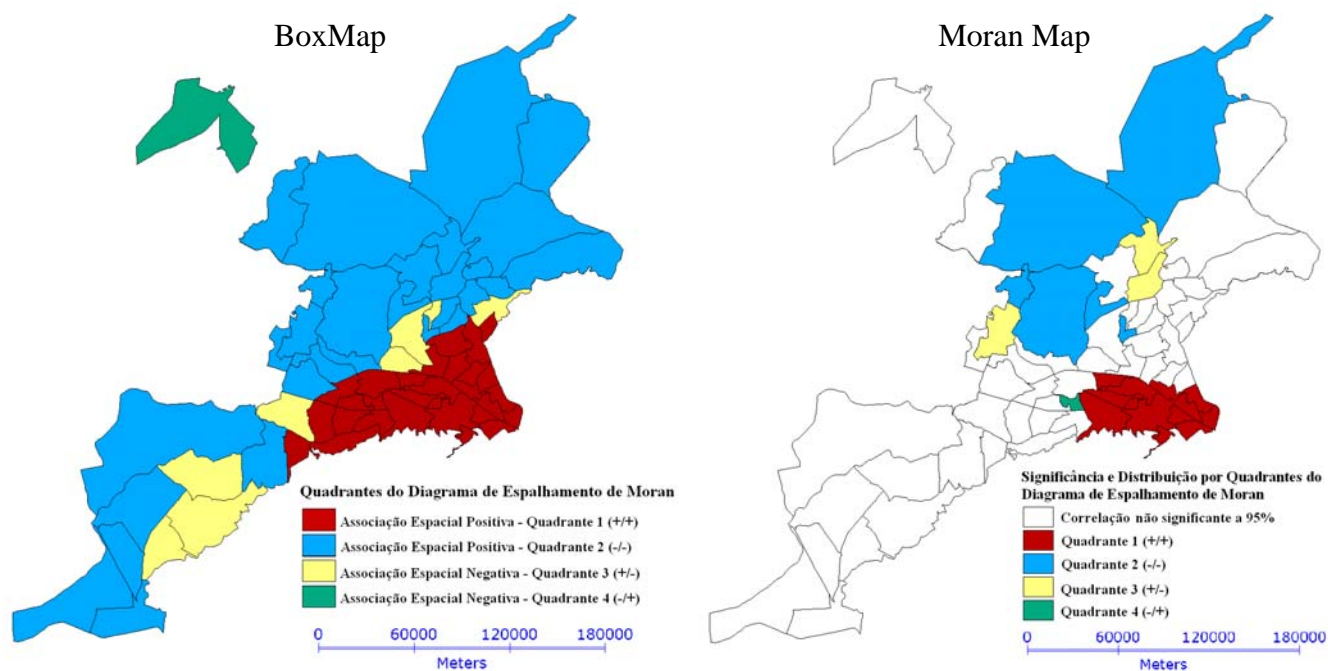 BoxMap
Quadrantes do Diagrama de Espalhamento de Moran
Associação Espacial Positiva - Quadrante 1 (+/+)
Associação Espacial Positiva - Quadrante 2 (-/-)
Associação Espacial Negativa - Quadrante 3 (+/-)
Associação Espacial Negativa - Quadrante 4 (-/+)
0 60000 120000 180000
Meters
Moran Map
Significância e Distribuição por Quadrantes do
Diagrama de Espalhamento de Moran
Correlação não significante a 95%
Quadrante 1 (+/+)
Quadrante 2 (-/-)
Quadrante 3 (+/-)
Quadrante 4 (-/+)
0 60000 120000 180000
Meters